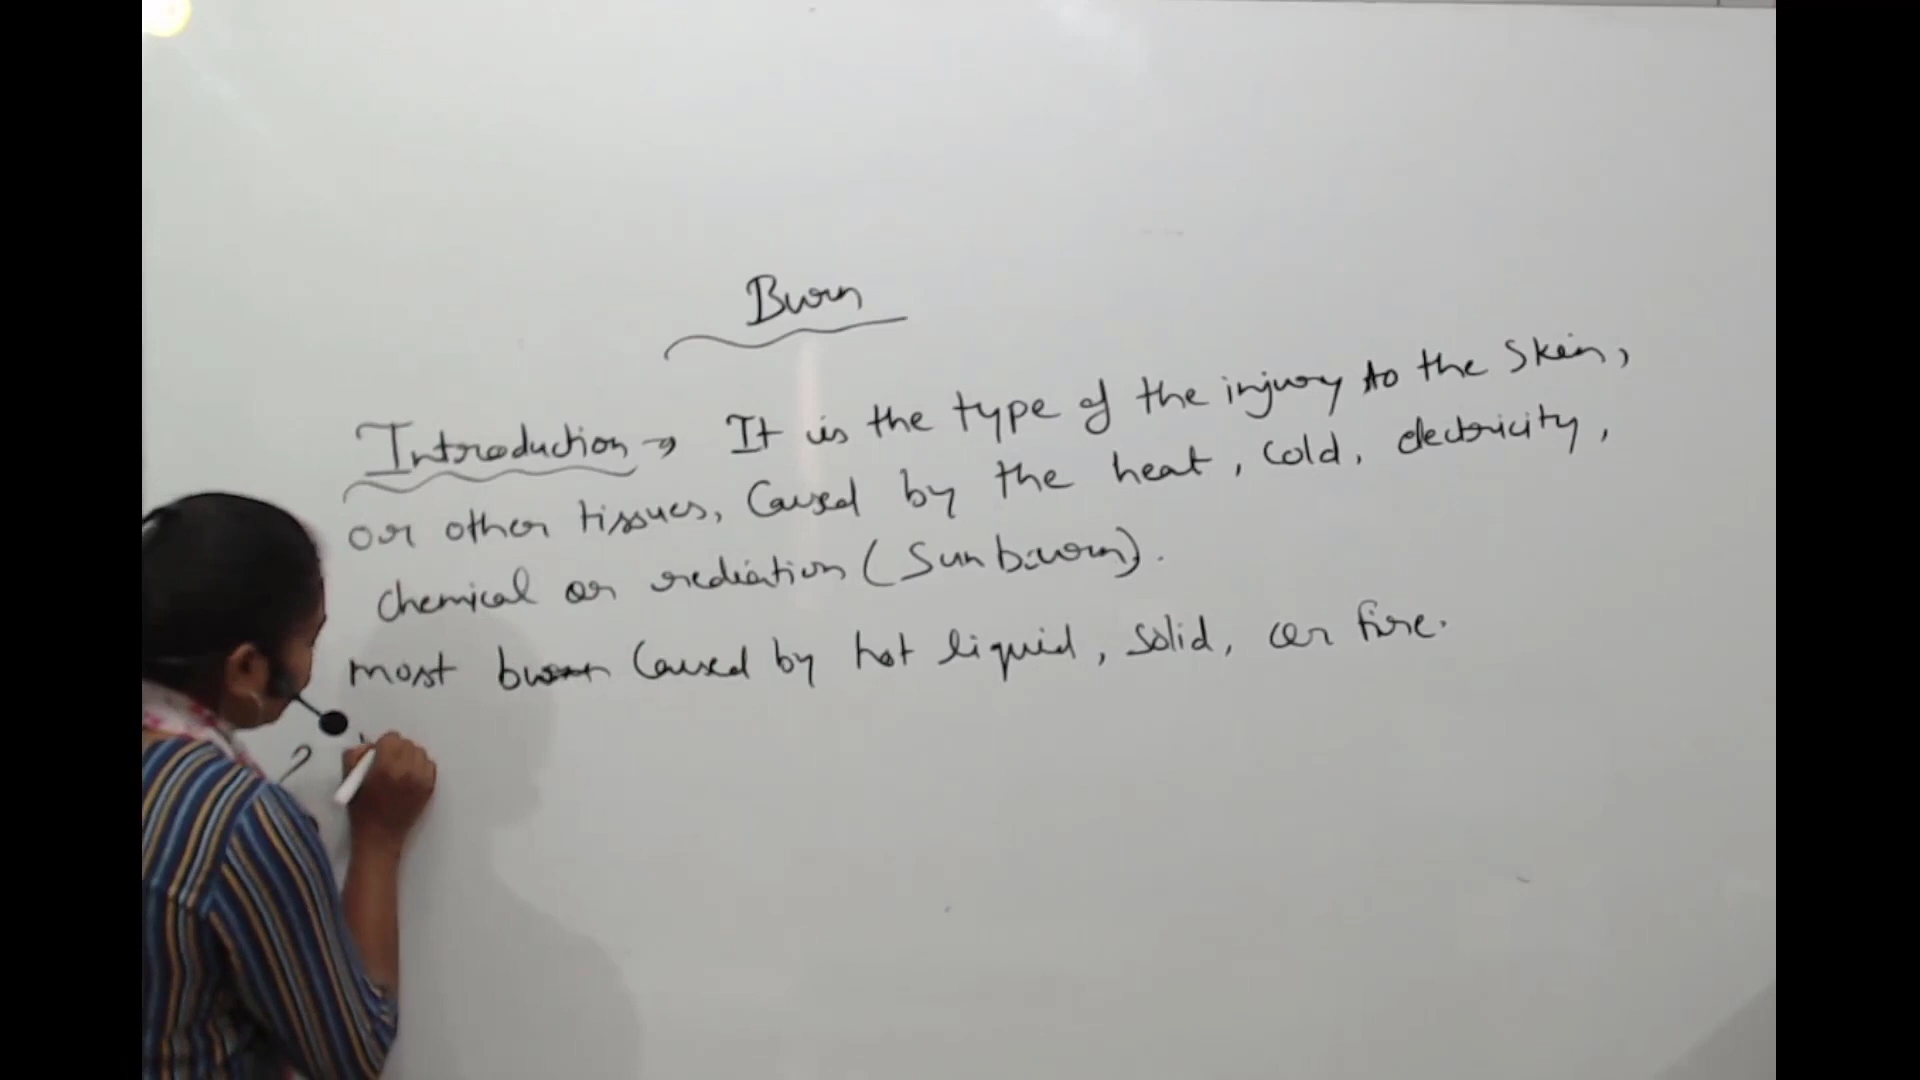 Burn
Introduction → It is the type of the injury to the skin,
or other tissues, Caused by the heat, Cold, electricity,
chemical or rediation (Sunburn).
most burn Caused by hot liquid, Solid, or fire.